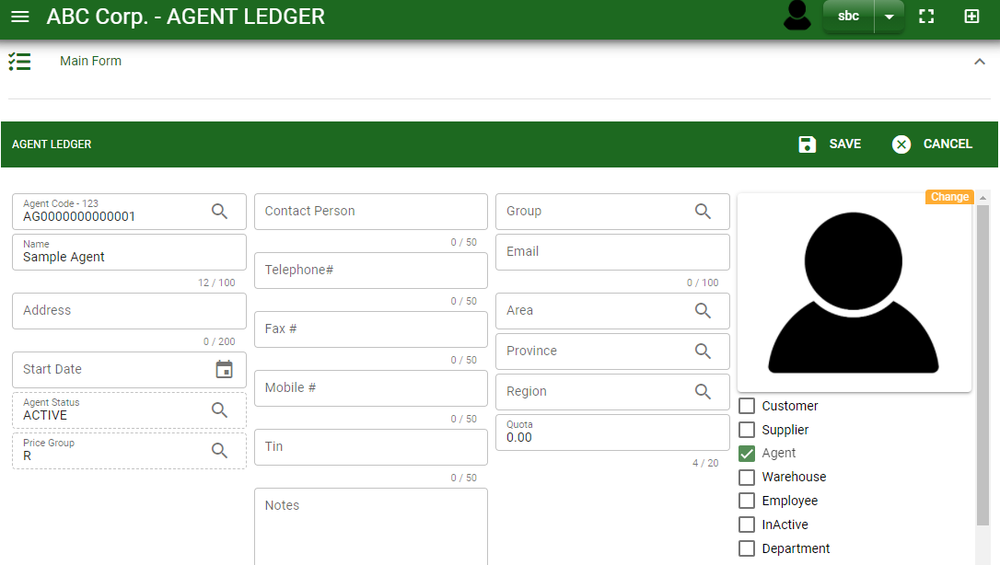 ABC Corp. - AGENT LEDGER
sbc
Main Form
AGENT LEDGER
SAVE
CANCEL
Agent Code - 123
AG0000000000001
Name
Sample Agent
12 / 100
Address
0 / 200
Start Date
Agent Status
ACTIVE
Price Group
R
Contact Person
0 / 50
Telephone#
0 / 50
Fax #
0 / 50
Mobile #
0 / 50
Tin
0 / 50
Notes
Group
Email
0 / 100
Area
Province
Region
Quota
0.00
4 / 20
Change
Customer
Supplier
Agent
Warehouse
Employee
InActive
Department